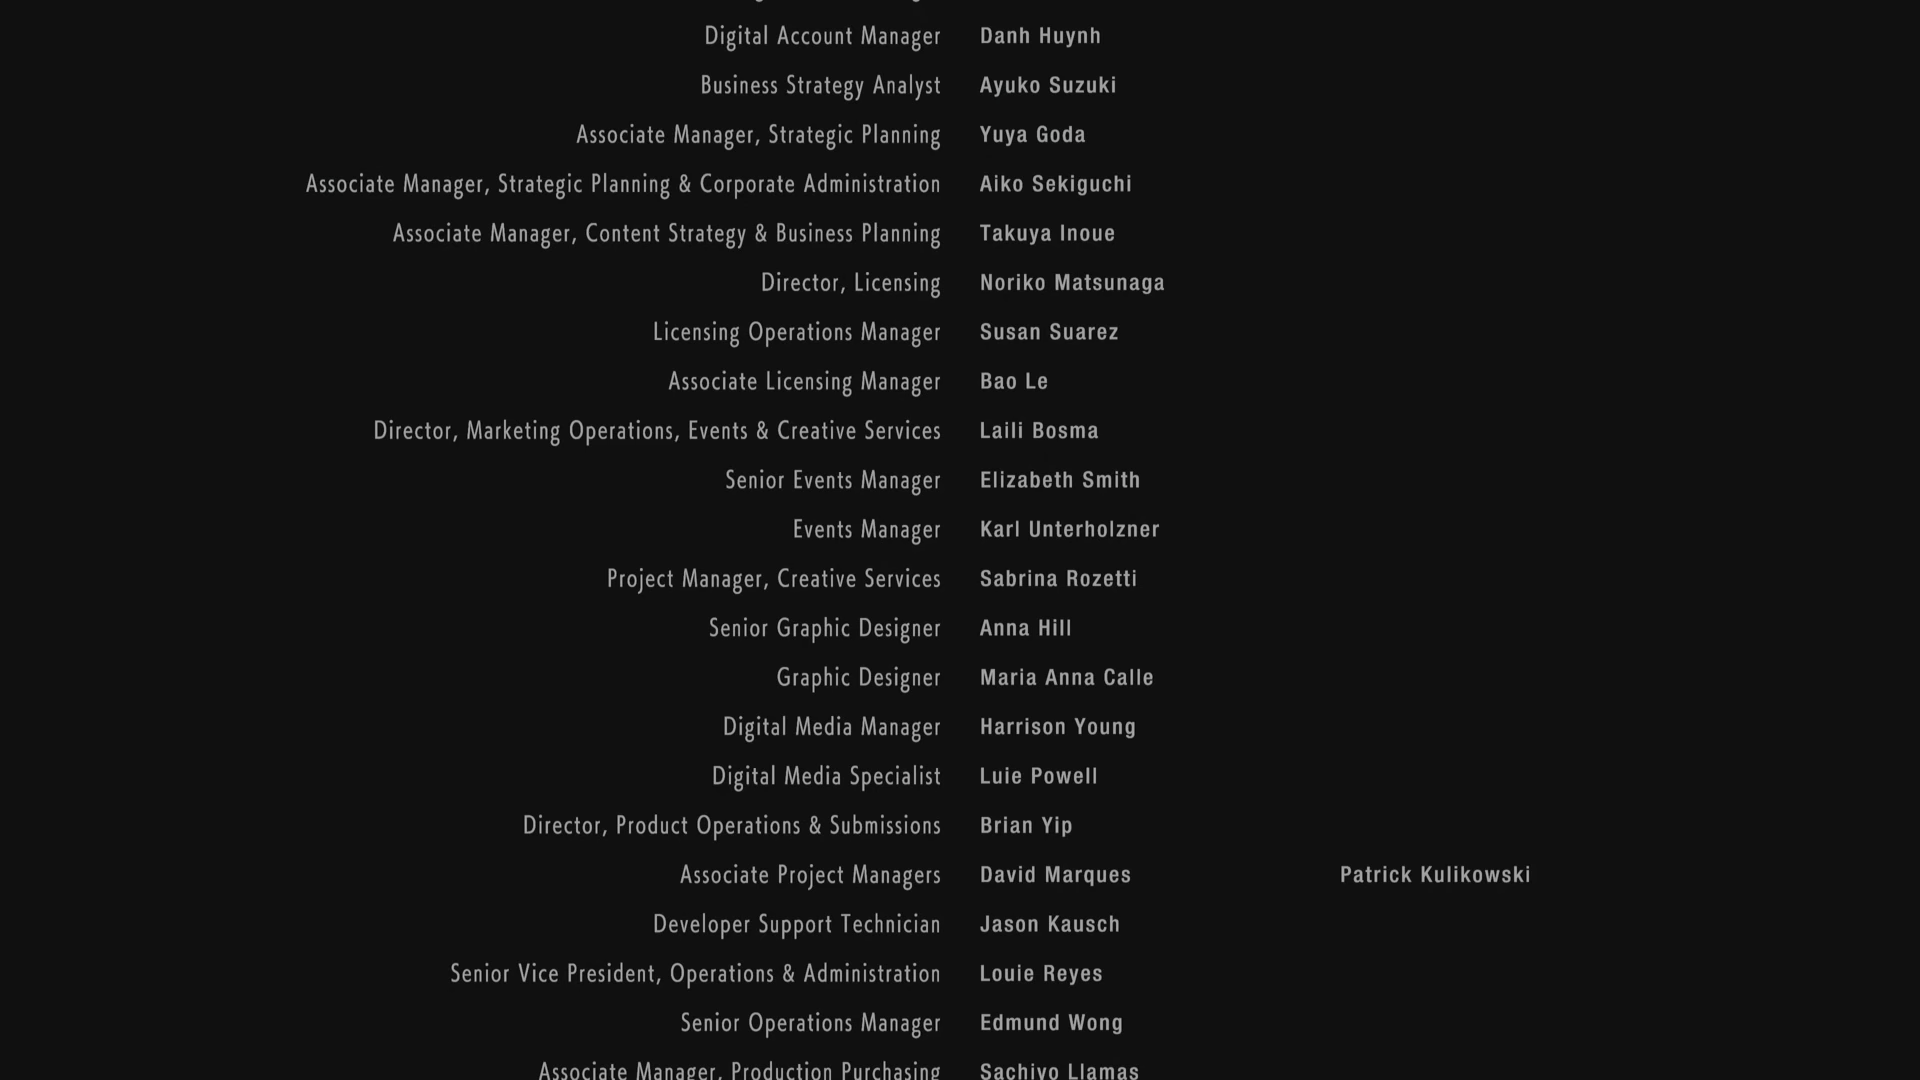 Digital Account Manager Danh Huynh
Business Strategy Analyst Ayuko Suzuki
Associate Manager, Strategic Planning Yuya Goda
Associate Manager, Strategic Planning & Corporate Administration Aiko Sekiguchi
Associate Manager, Content Strategy & Business Planning Takuya Inoue
Director, Licensing Noriko Matsunaga
Licensing Operations Manager Susan Suarez
Associate Licensing Manager Bao Le
Director, Marketing Operations, Events & Creative Services Laili Bosma
Senior Events Manager Elizabeth Smith
Events Manager Karl Unterholzner
Project Manager, Creative Services Sabrina Rozetti
Senior Graphic Designer Anna Hill
Graphic Designer Maria Anna Calle
Digital Media Manager Harrison Young
Digital Media Specialist Luie Powell
Director, Product Operations & Submissions Brian Yip
Associate Project Managers David Marques Patrick Kulikowski
Developer Support Technician Jason Kausch
Senior Vice President, Operations & Administration Louie Reyes
Senior Operations Manager Edmund Wong
Associate Manager, Production Purchasing Sachiyo Llamas